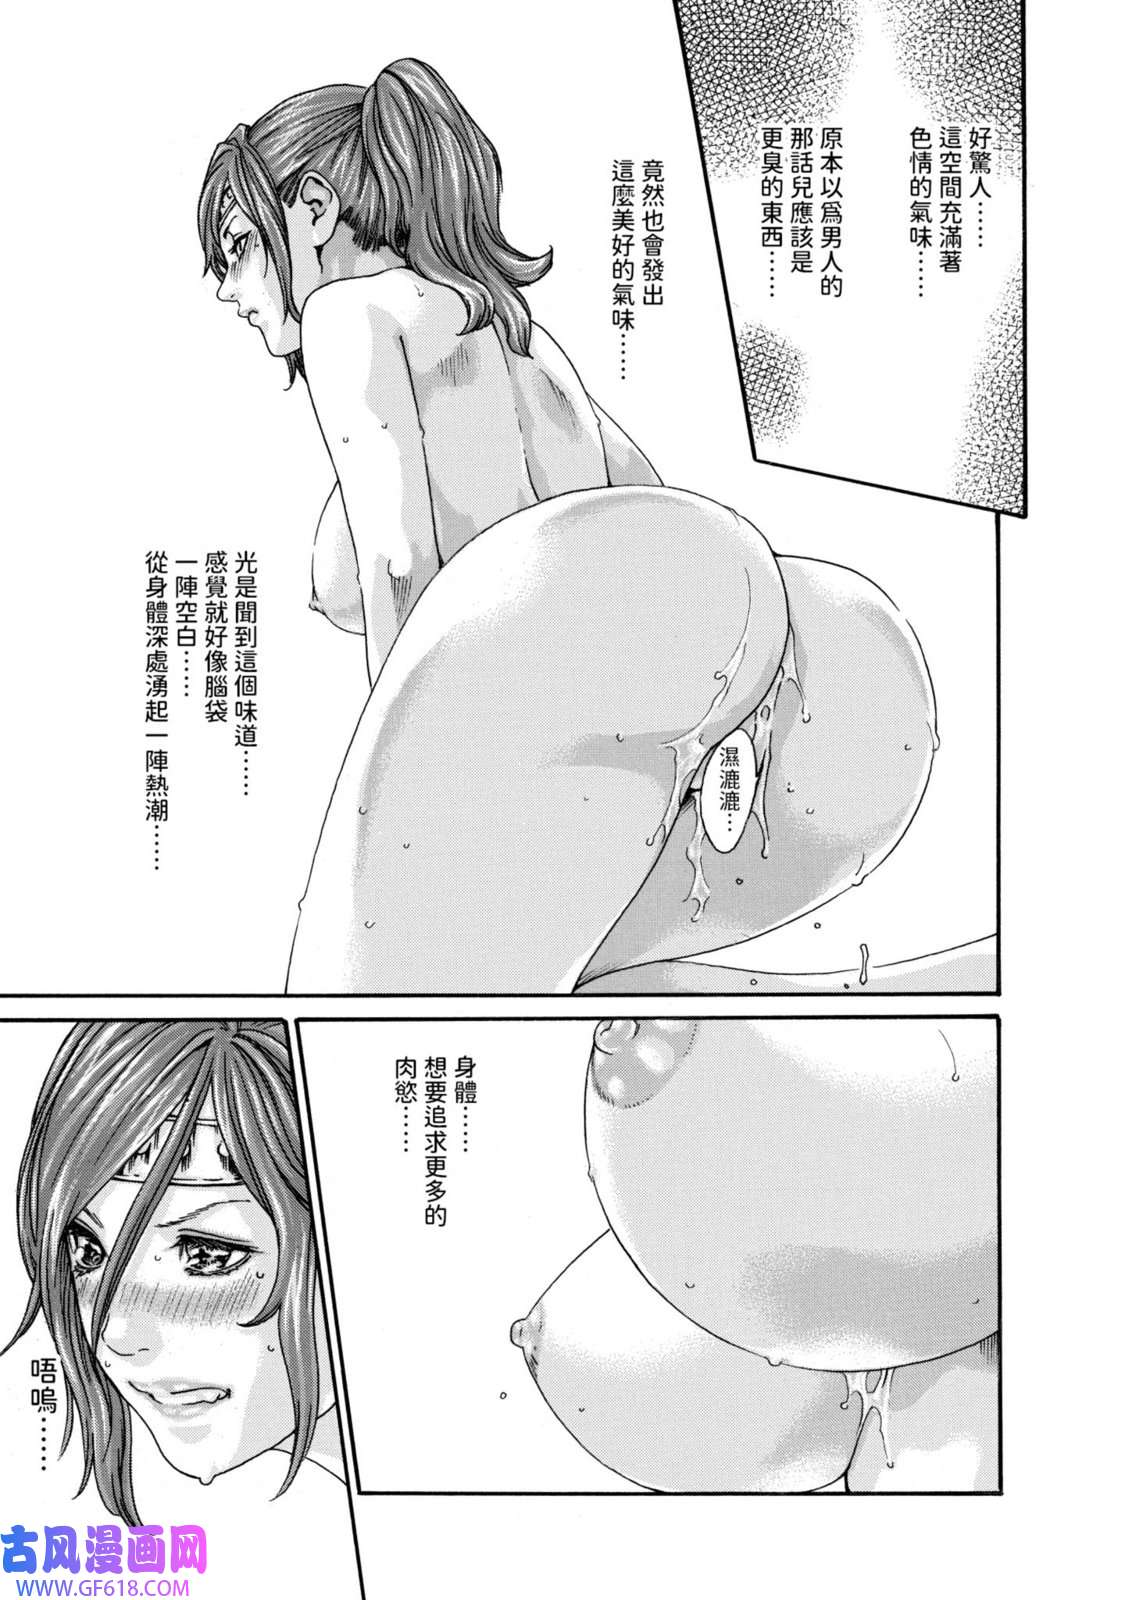 好驚人……
這空間充滿著
色情的氣味……
原本以爲男人的
那話兒應該是
更臭的東西……
竟然也會發出
這麼美好的氣味……
光是聞到這個味道……
感覺就好像腦袋
一陣空白……
從身體深處湧起一陣熱潮……
濕漉漉…
身體……
想要追求更多的
肉慾……
唔嗚……
古风漫画网
WWW.GF618.COM